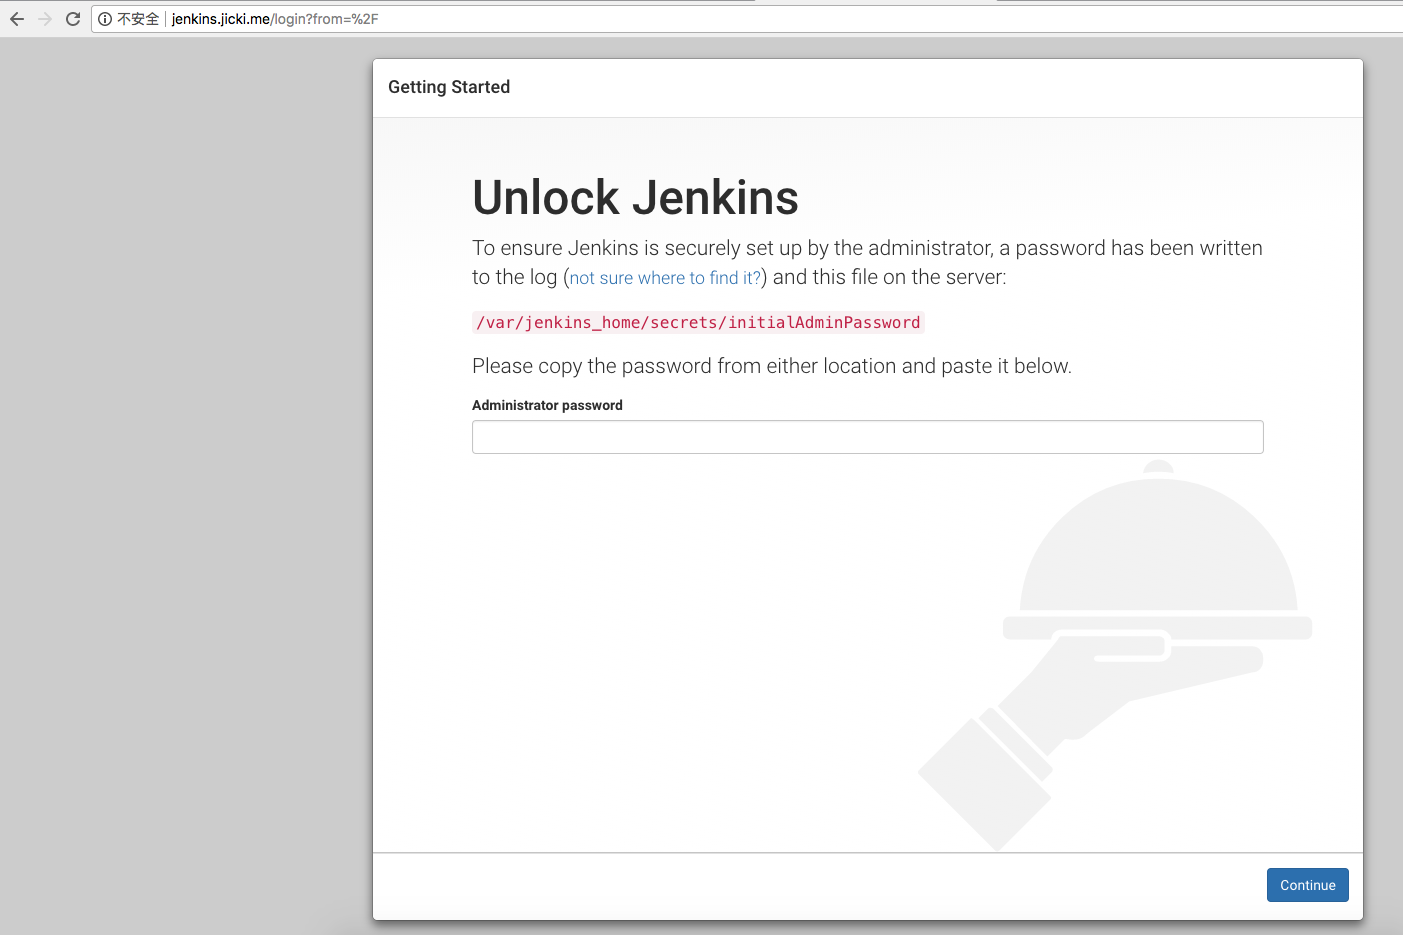 不安全 jenkins.jicki.me/login?from=%2F
Getting Started
Unlock Jenkins
To ensure Jenkins is securely set up by the administrator, a password has been written
to the log (not sure where to find it?) and this file on the server:
/var/jenkins_home/secrets/initialAdminPassword
Please copy the password from either location and paste it below.
Administrator password
Continue